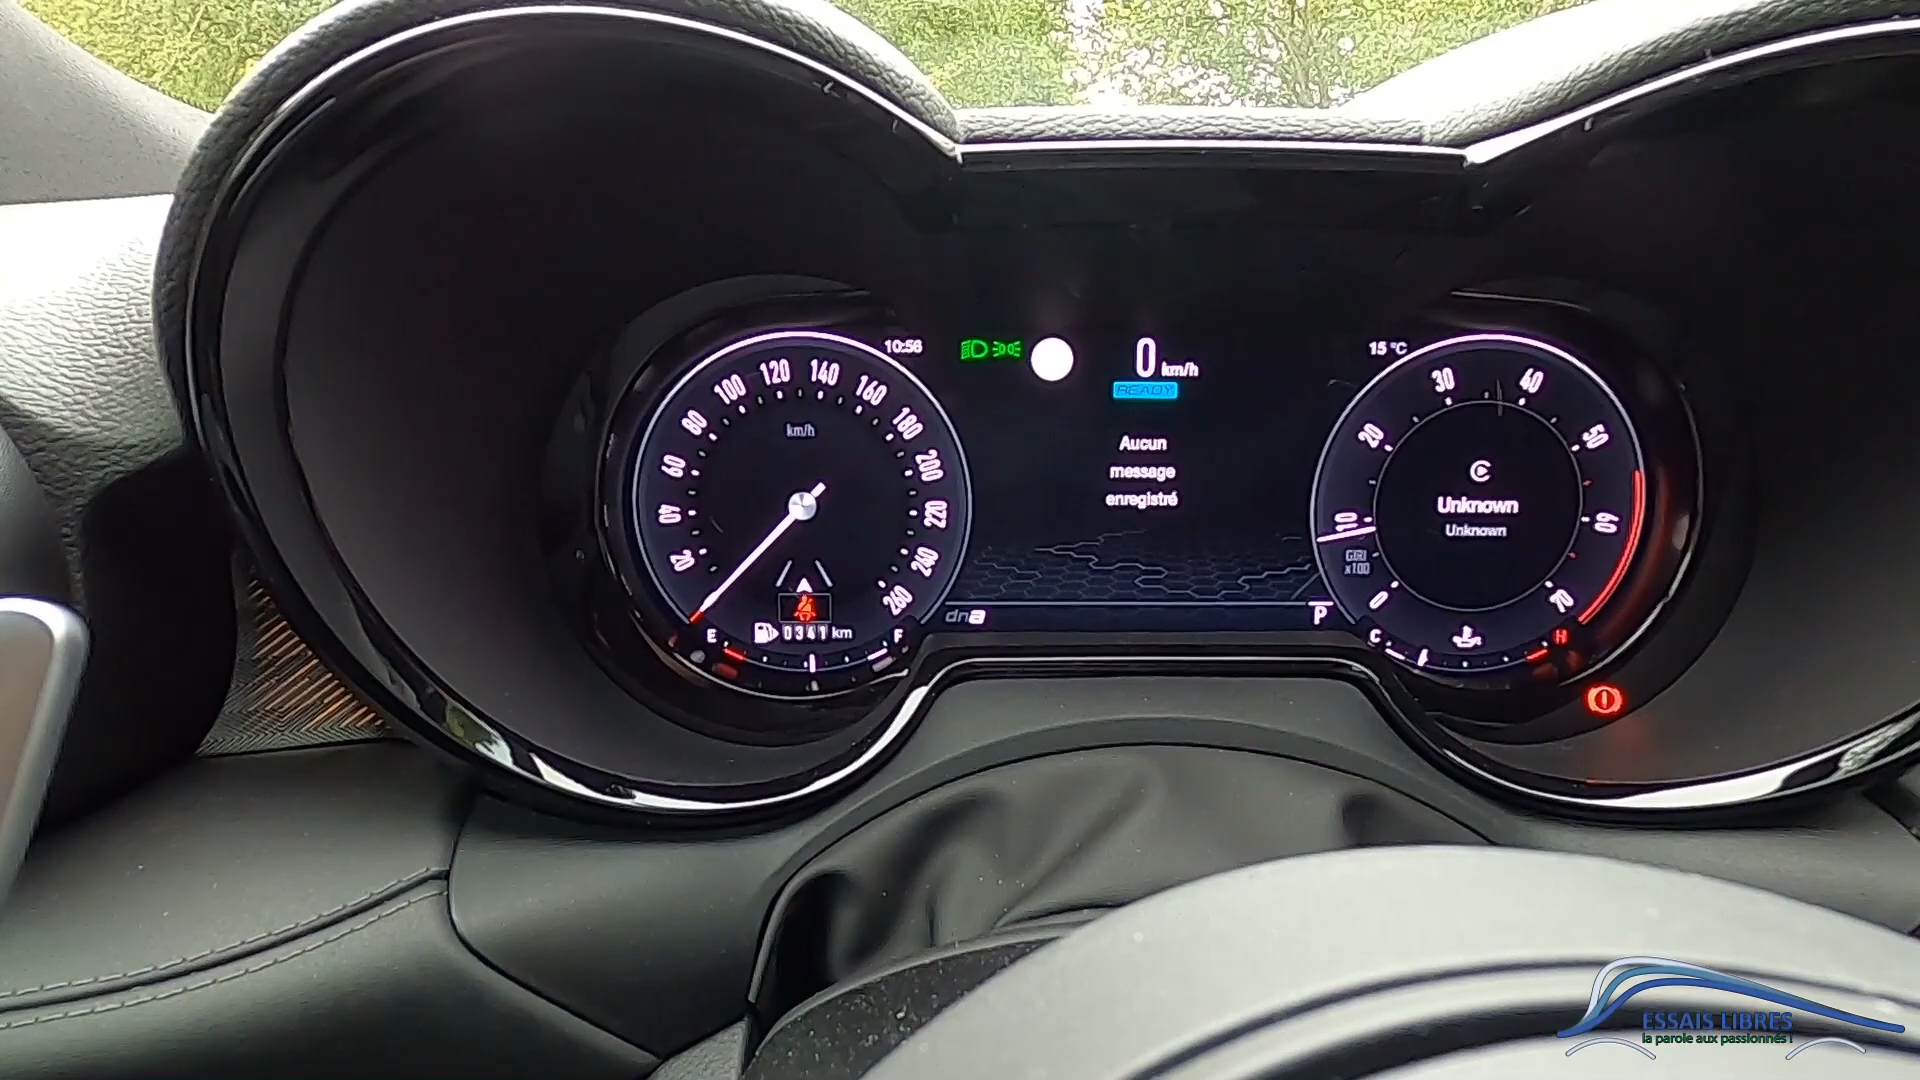 10:56
0 km/h
READY
15 °C
20
40
60
80
100
120
140
160
180
200
220
240
260
km/h
0341 km
E
F
Aucun
message
enregistré
dna
P
0
10
20
30
40
50
60
70
GIRI
x100
Unknown
Unknown
C
H
ESSAIS LIBRES
la parole aux passionnés !